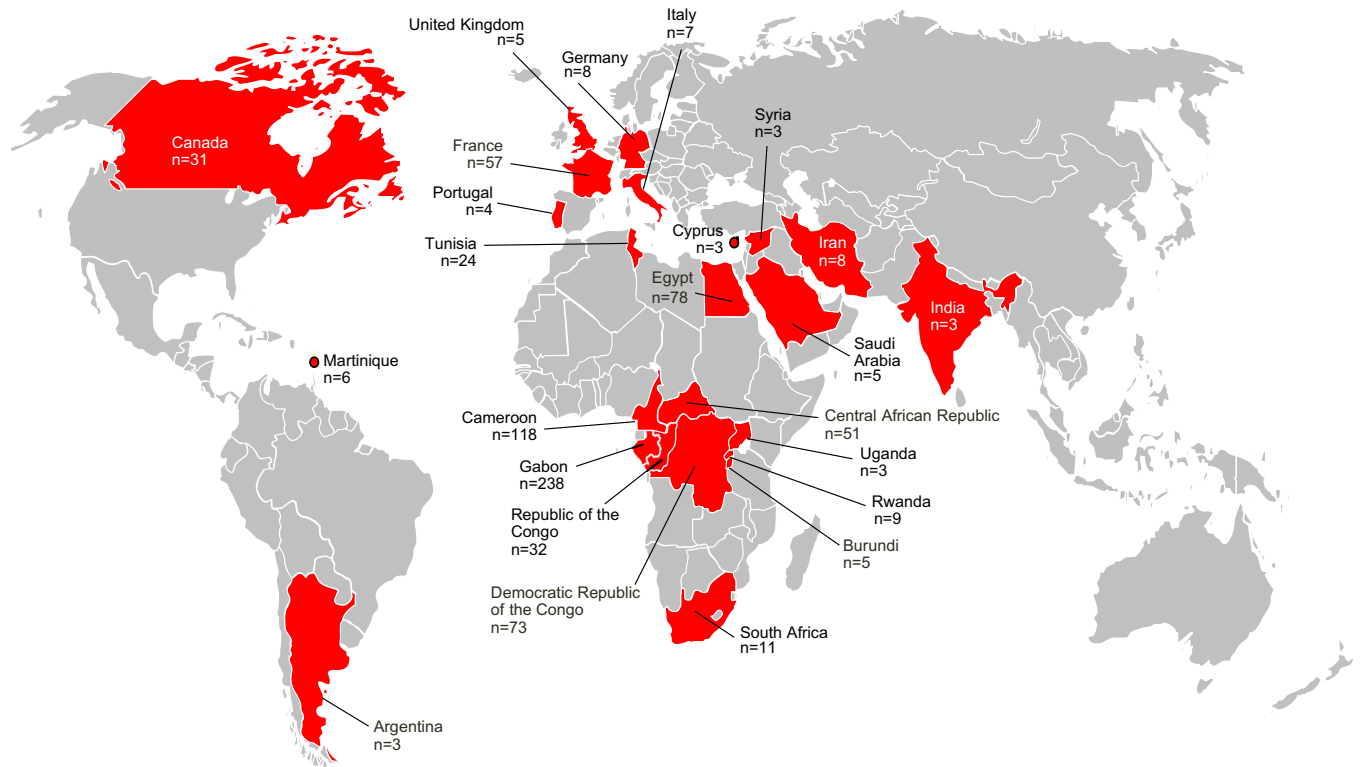 United Kingdom
n=5
Italy
n=7
Germany
n=8
Syria
n=3
Canada
n=31
France
n=57
Portugal
n=4
Tunisia
n=24
Cyprus
n=3
Iran
n=8
Egypt
n=78
India
n=3
Saudi
Arabia
n=5
Martinique
n=6
Central African Republic
n=51
Cameroon
n=118
Uganda
n=3
Gabon
n=238
Rwanda
n=9
Republic of the
Congo
n=32
Burundi
n=5
Democratic Republic
of the Congo
n=73
South Africa
n=11
Argentina
n=3